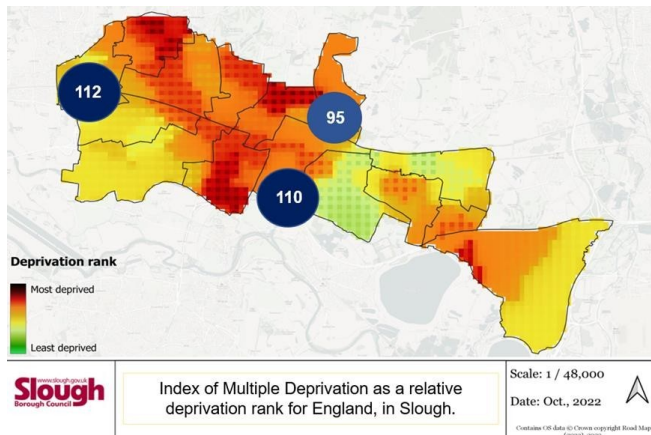 112
95
110
Deprivation rank
Most deprived
Least deprived
www.slough.gov.uk
Slough
Borough Council
Index of Multiple Deprivation as a relative
deprivation rank for England, in Slough.
Scale: 1 / 48,000
Date: Oct., 2022
Contains OS data © Crown copyright Road Map